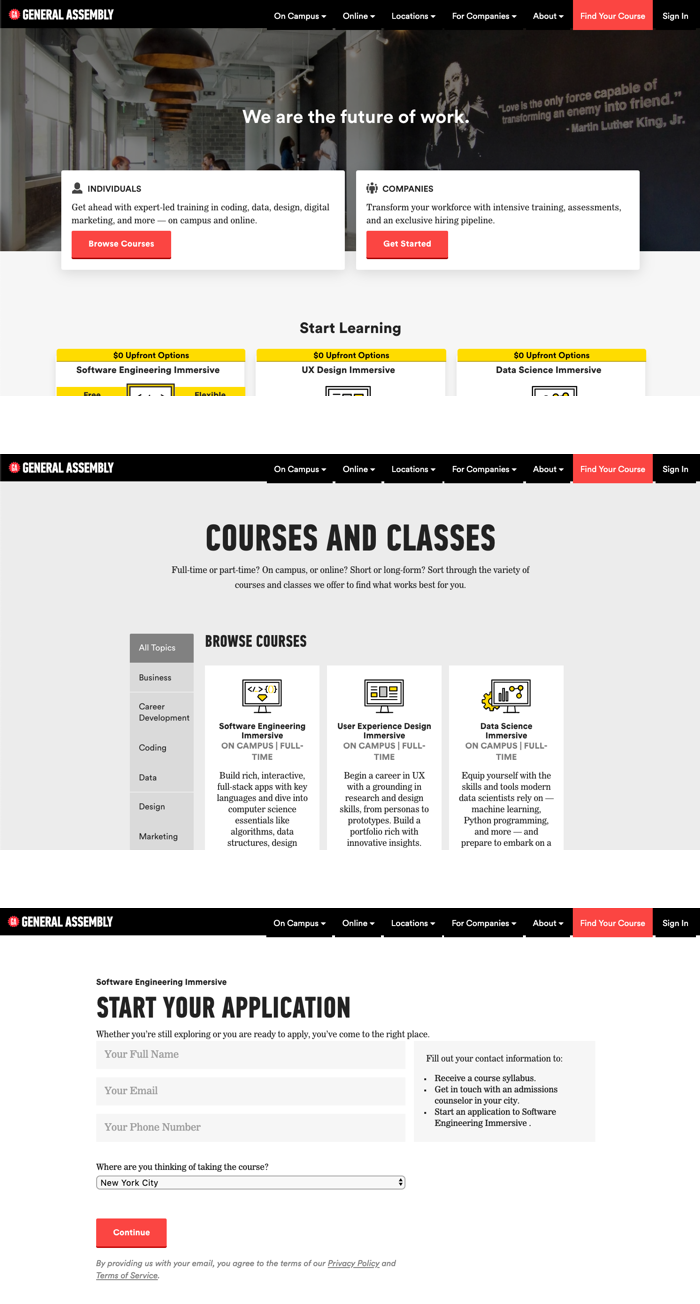 GA GENERAL ASSEMBLY
On Campus Online Locations For Companies About Find Your Course Sign In
We are the future of work.
"Love is the only force capable of
transforming an enemy into friend."
- Martin Luther King, Jr.
INDIVIDUALS
Get ahead with expert-led training in coding, data, design, digital
marketing, and more — on campus and online.
Browse Courses
COMPANIES
Transform your workforce with intensive training, assessments,
and an exclusive hiring pipeline.
Get Started
Start Learning
$0 Upfront Options
Software Engineering Immersive
Free
Flexible
$0 Upfront Options
UX Design Immersive
$0 Upfront Options
Data Science Immersive
GA GENERAL ASSEMBLY
On Campus Online Locations For Companies About Find Your Course Sign In
COURSES AND CLASSES
Full-time or part-time? On campus, or online? Short or long-form? Sort through the variety of
courses and classes we offer to find what works best for you.
All Topics
Business
Career
Development
Coding
Data
Design
Marketing
BROWSE COURSES
Software Engineering
Immersive
ON CAMPUS | FULL-
TIME
Build rich, interactive,
full-stack apps with key
languages and dive into
computer science
essentials like
algorithms, data
structures, design
User Experience Design
Immersive
ON CAMPUS | FULL-
TIME
Begin a career in UX
with a grounding in
research and design
skills, from personas to
prototypes. Build a
portfolio rich with
innovative insights.
Data Science
Immersive
ON CAMPUS | FULL-
TIME
Equip yourself with the
skills and tools modern
data scientists rely on —
machine learning,
Python programming,
and more — and
prepare to embark on a
GA GENERAL ASSEMBLY
On Campus Online Locations For Companies About Find Your Course Sign In
Software Engineering Immersive
START YOUR APPLICATION
Whether you're still exploring or you are ready to apply, you've come to the right place.
Your Full Name
Your Email
Your Phone Number
Fill out your contact information to:
• Receive a course syllabus.
• Get in touch with an admissions
counselor in your city.
• Start an application to Software
Engineering Immersive .
Where are you thinking of taking the course?
New York City
Continue
By providing us with your email, you agree to the terms of our Privacy Policy and
Terms of Service.